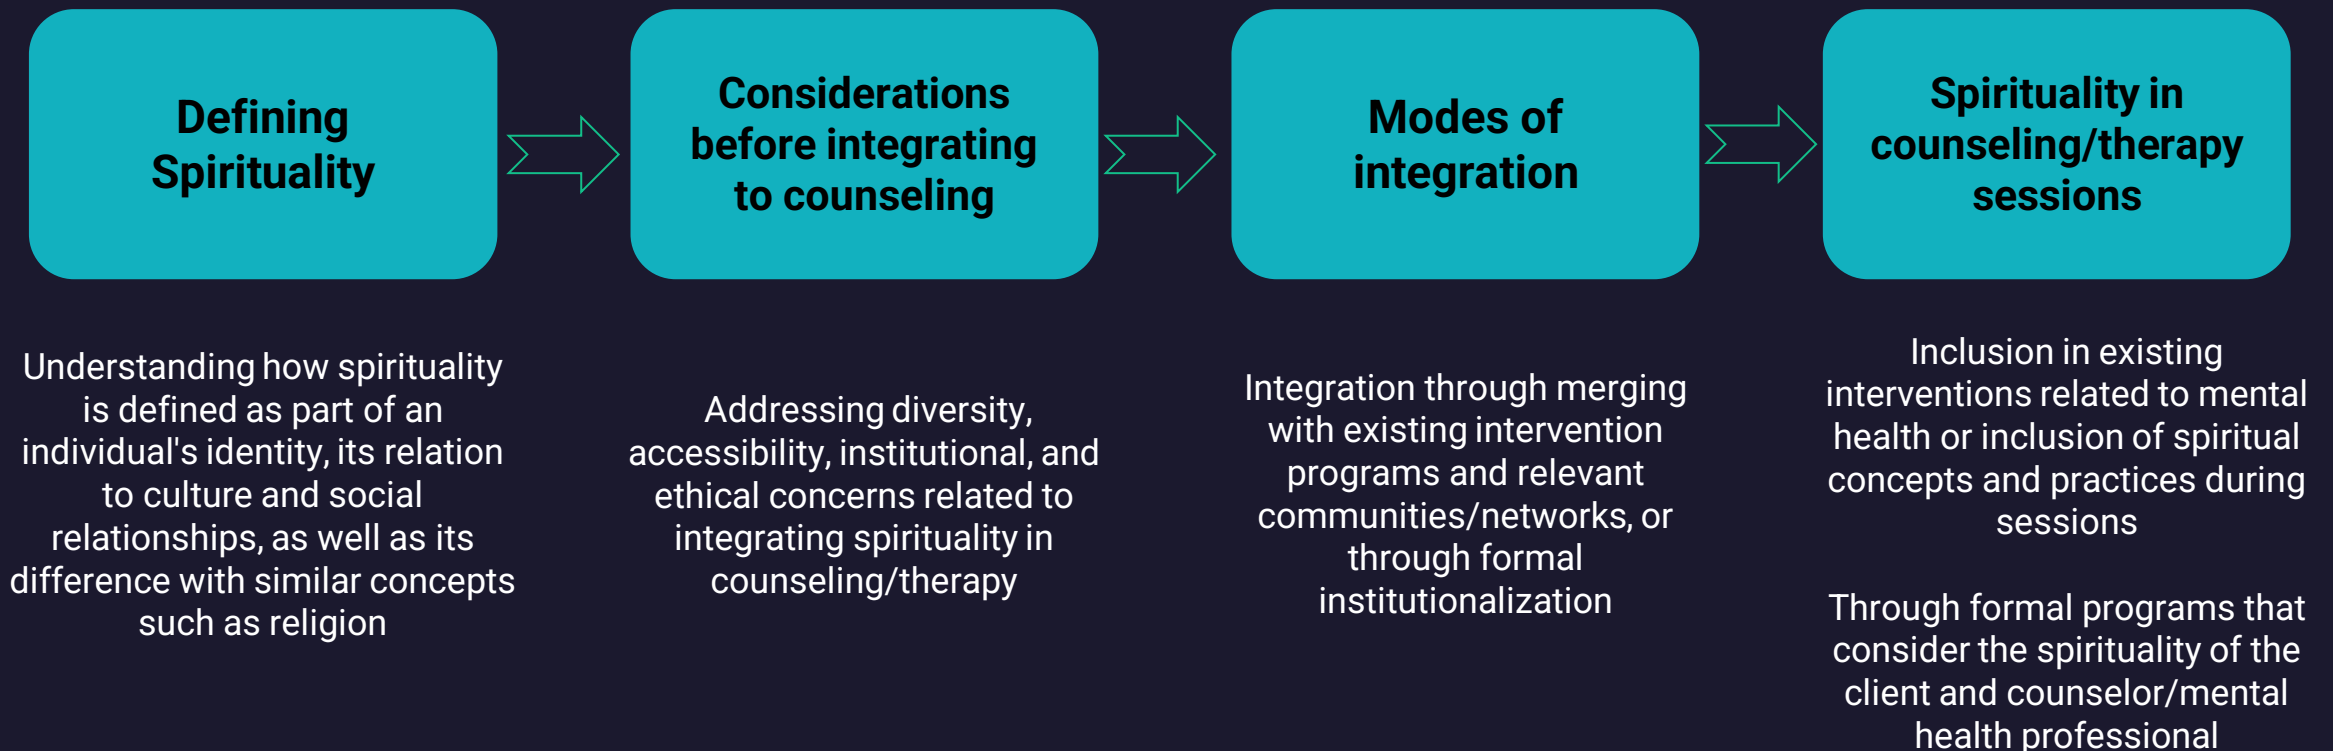 Defining
Spirituality
Considerations
before integrating
to counseling
Modes of
integration
Spirituality in
counseling/therapy
sessions
Understanding how spirituality
is defined as part of an
individual's identity, its relation
to culture and social
relationships, as well as its
difference with similar concepts
such as religion
Addressing diversity,
accessibility, institutional, and
ethical concerns related to
integrating spirituality in
counseling/therapy
Integration through merging
with existing intervention
programs and relevant
communities/networks, or
through formal
institutionalization
Inclusion in existing
interventions related to mental
health or inclusion of spiritual
concepts and practices during
sessions
Through formal programs that
consider the spirituality of the
client and counselor/mental
health professional